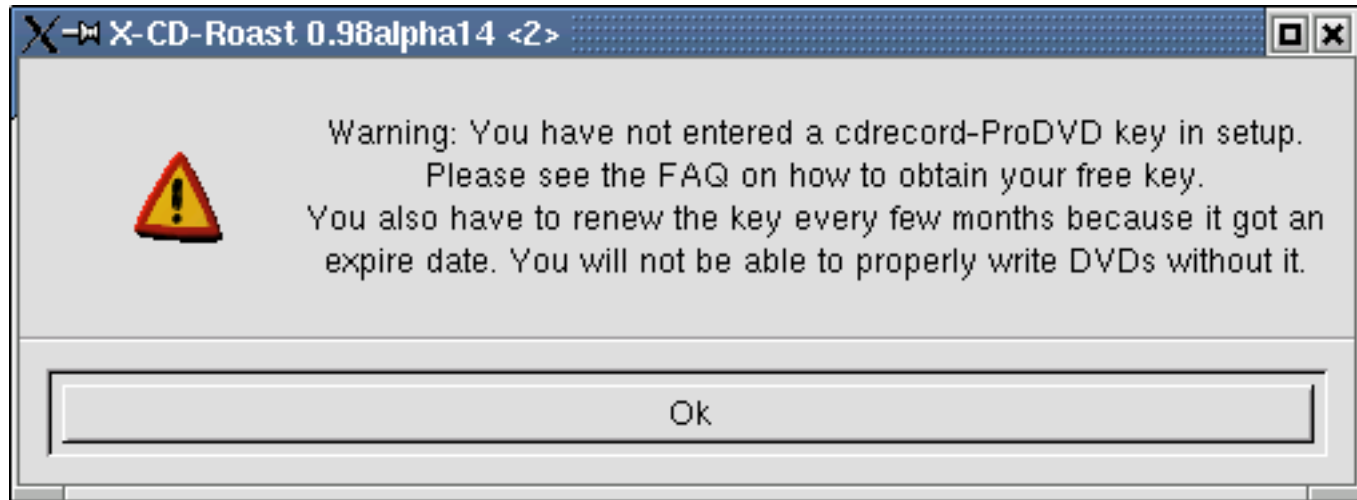 X-CD-Roast 0.98alpha14 <2>
Warning: You have not entered a cdrecord-ProDVD key in setup.
Please see the FAQ on how to obtain your free key.
You also have to renew the key every few months because it got an
expire date. You will not be able to properly write DVDs without it.
Ok